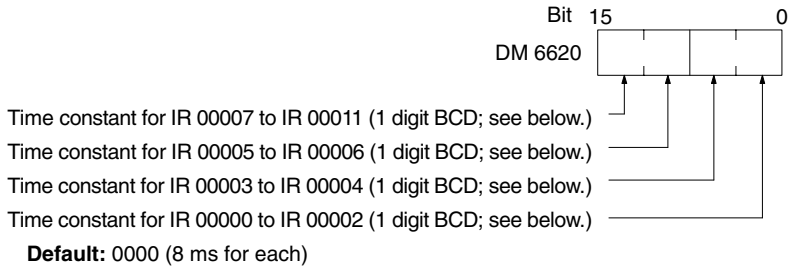 Bit 15 0
DM 6620
Time constant for IR 00007 to IR 00011 (1 digit BCD; see below.)
Time constant for IR 00005 to IR 00006 (1 digit BCD; see below.)
Time constant for IR 00003 to IR 00004 (1 digit BCD; see below.)
Time constant for IR 00000 to IR 00002 (1 digit BCD; see below.)
Default: 0000 (8 ms for each)